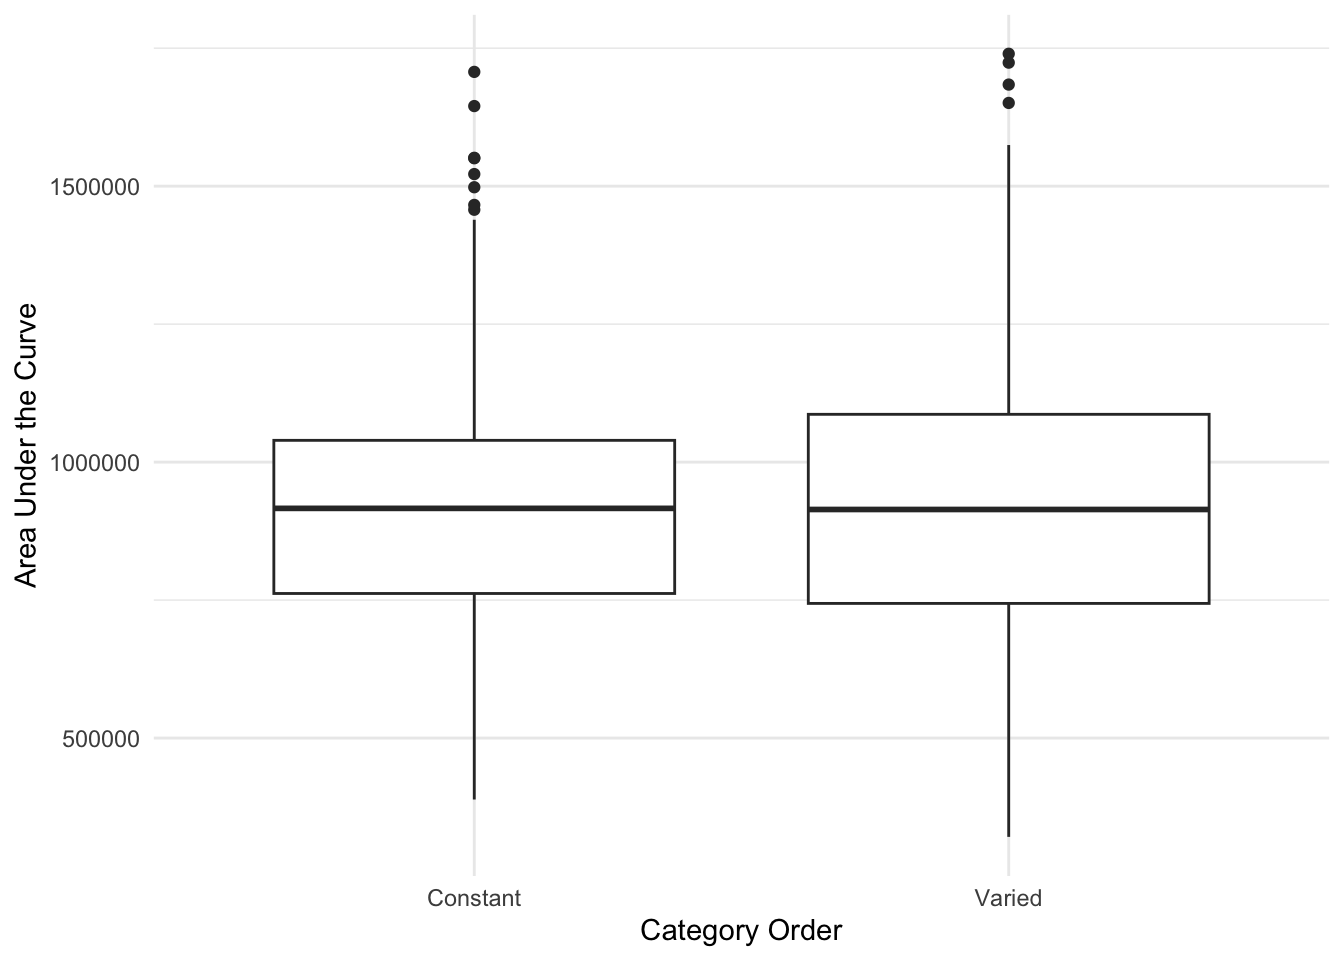 Area Under the Curve
1500000
1000000
500000
Constant
Varied
Category Order